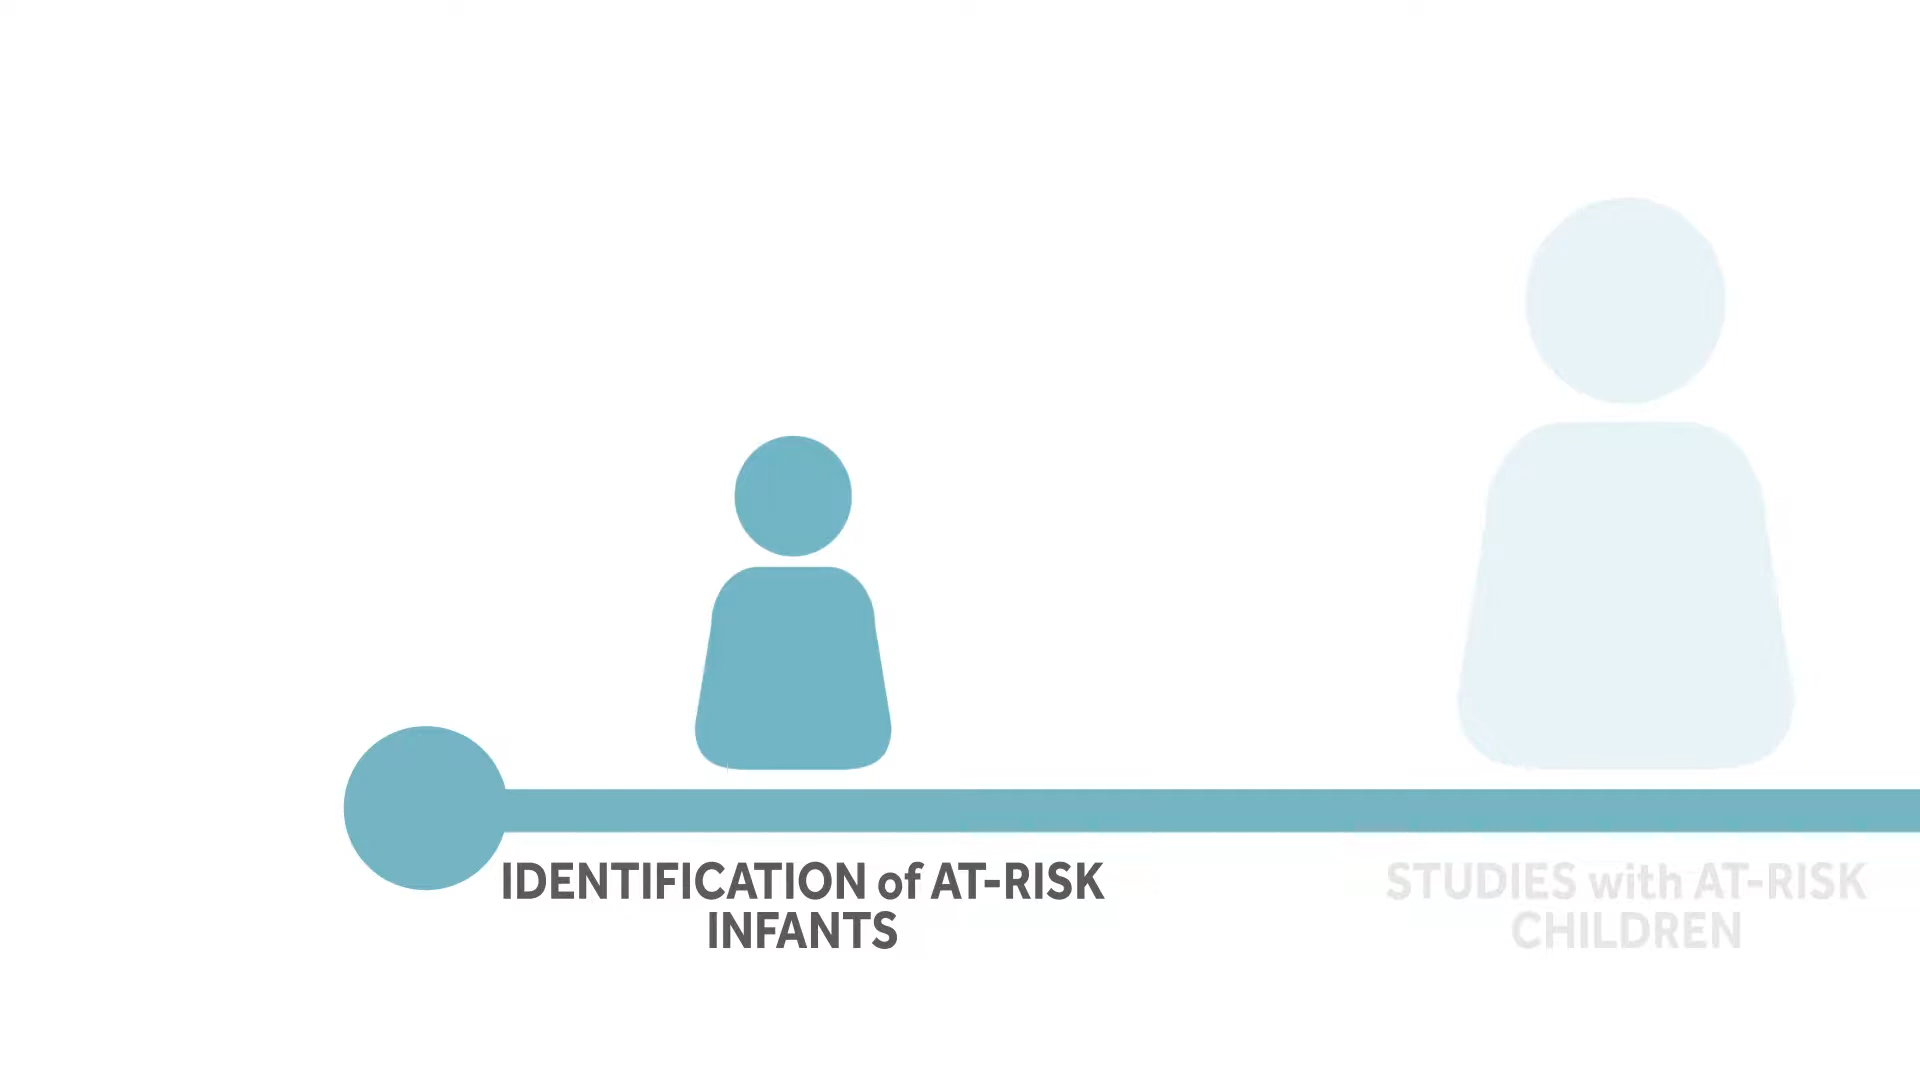 IDENTIFICATION of AT-RISK
INFANTS
STUDIES with AT-RISK
CHILDREN